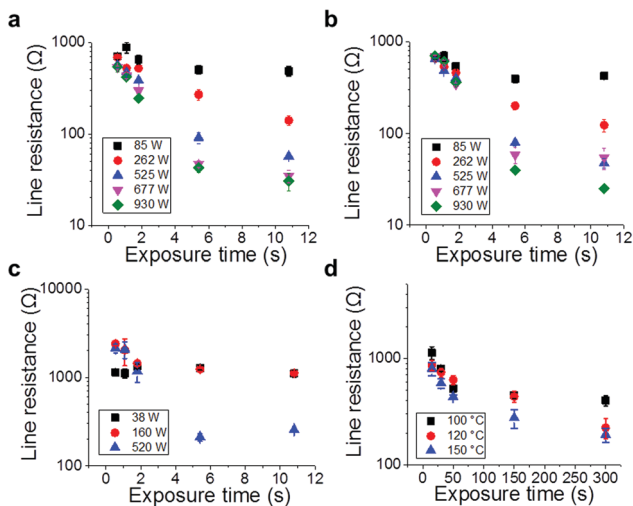 a
Line resistance (Ω)
1000
100
10
85 W
262 W
525 W
677 W
930 W
0 2 4 6 8 10 12
Exposure time (s)
b
Line resistance (Ω)
1000
100
10
85 W
262 W
525 W
677 W
930 W
-2 0 2 4 6 8 10 12
Exposure time (s)
c
Line resistance (Ω)
10000
1000
100
38 W
160 W
520 W
0 2 4 6 8 10 12
Exposure time (s)
d
Line resistance (Ω)
10000
1000
100 °C
120 °C
150 °C
0 50 100 150 200 250 300
Exposure time (s)